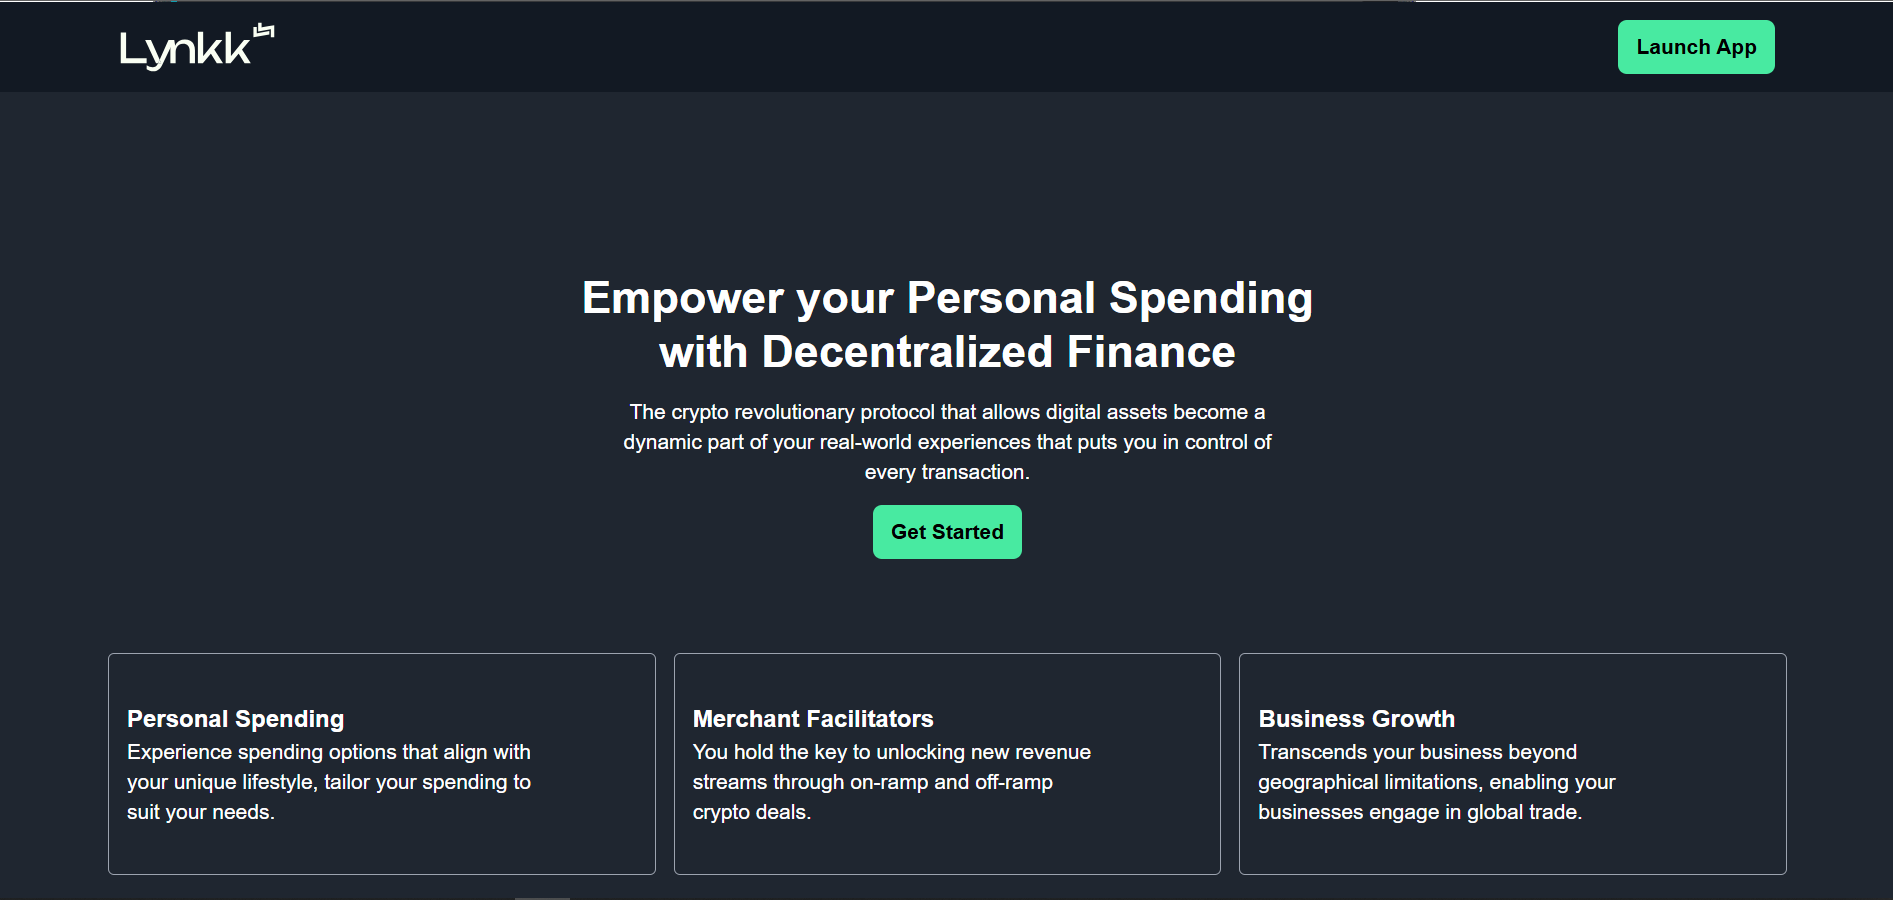 Lynkk
Launch App
Empower your Personal Spending
with Decentralized Finance
The crypto revolutionary protocol that allows digital assets become a
dynamic part of your real-world experiences that puts you in control of
every transaction.
Get Started
Personal Spending
Experience spending options that align with
your unique lifestyle, tailor your spending to
suit your needs.
Merchant Facilitators
You hold the key to unlocking new revenue
streams through on-ramp and off-ramp
crypto deals.
Business Growth
Transcends your business beyond
geographical limitations, enabling your
businesses engage in global trade.